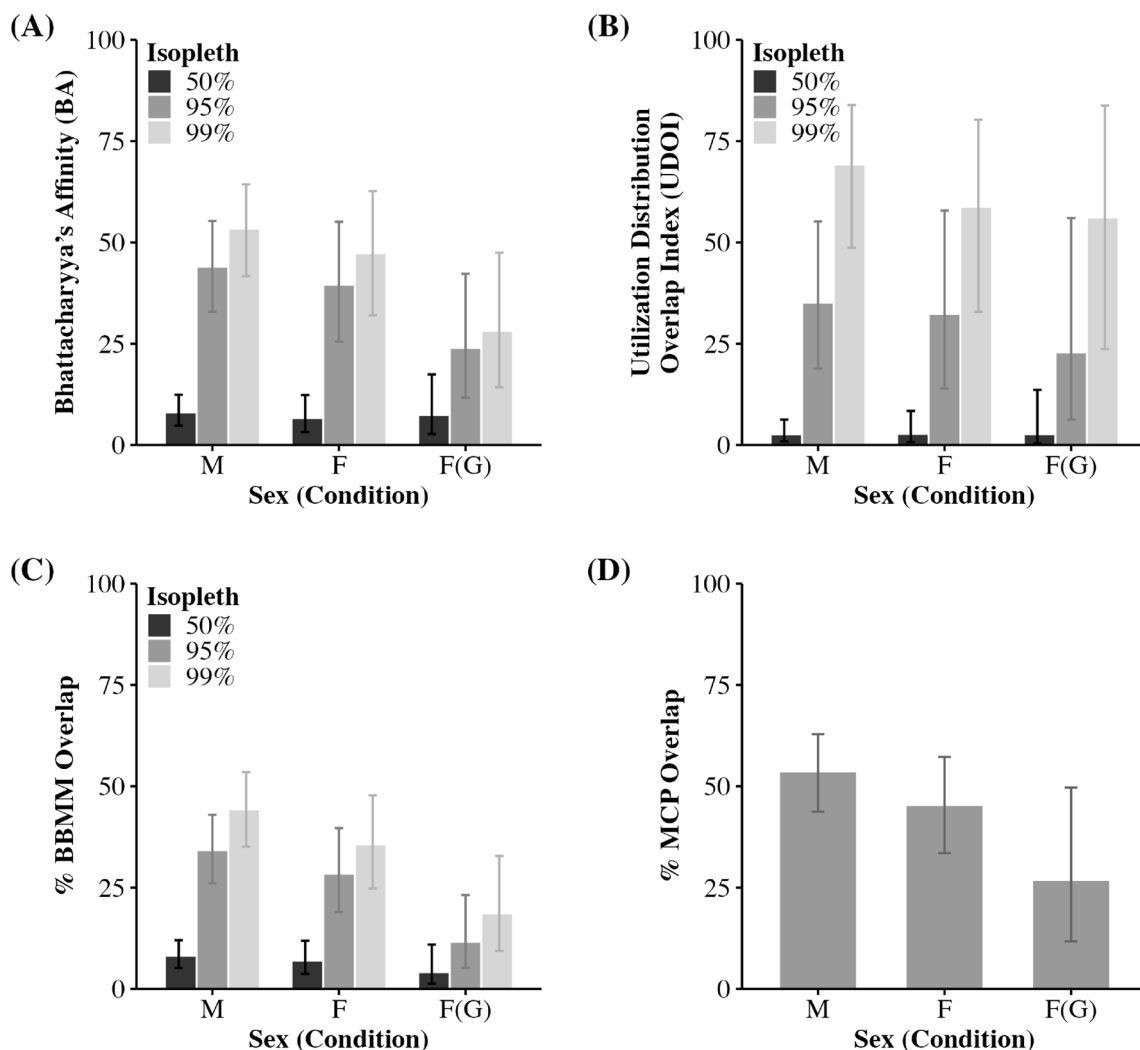 (A)
100
75
50
25
0
Bhattacharyya's Affinity (BA)
Isopleth
50%
95%
99%
M F F(G)
Sex (Condition)
(B)
100
75
50
25
0
Utilization Distribution
Overlap Index (UDOI)
Isopleth
50%
95%
99%
M F F(G)
Sex (Condition)
(C)
100
75
50
25
0
% BBMM Overlap
Isopleth
50%
95%
99%
M F F(G)
Sex (Condition)
(D)
100
75
50
25
0
% MCP Overlap
M F F(G)
Sex (Condition)